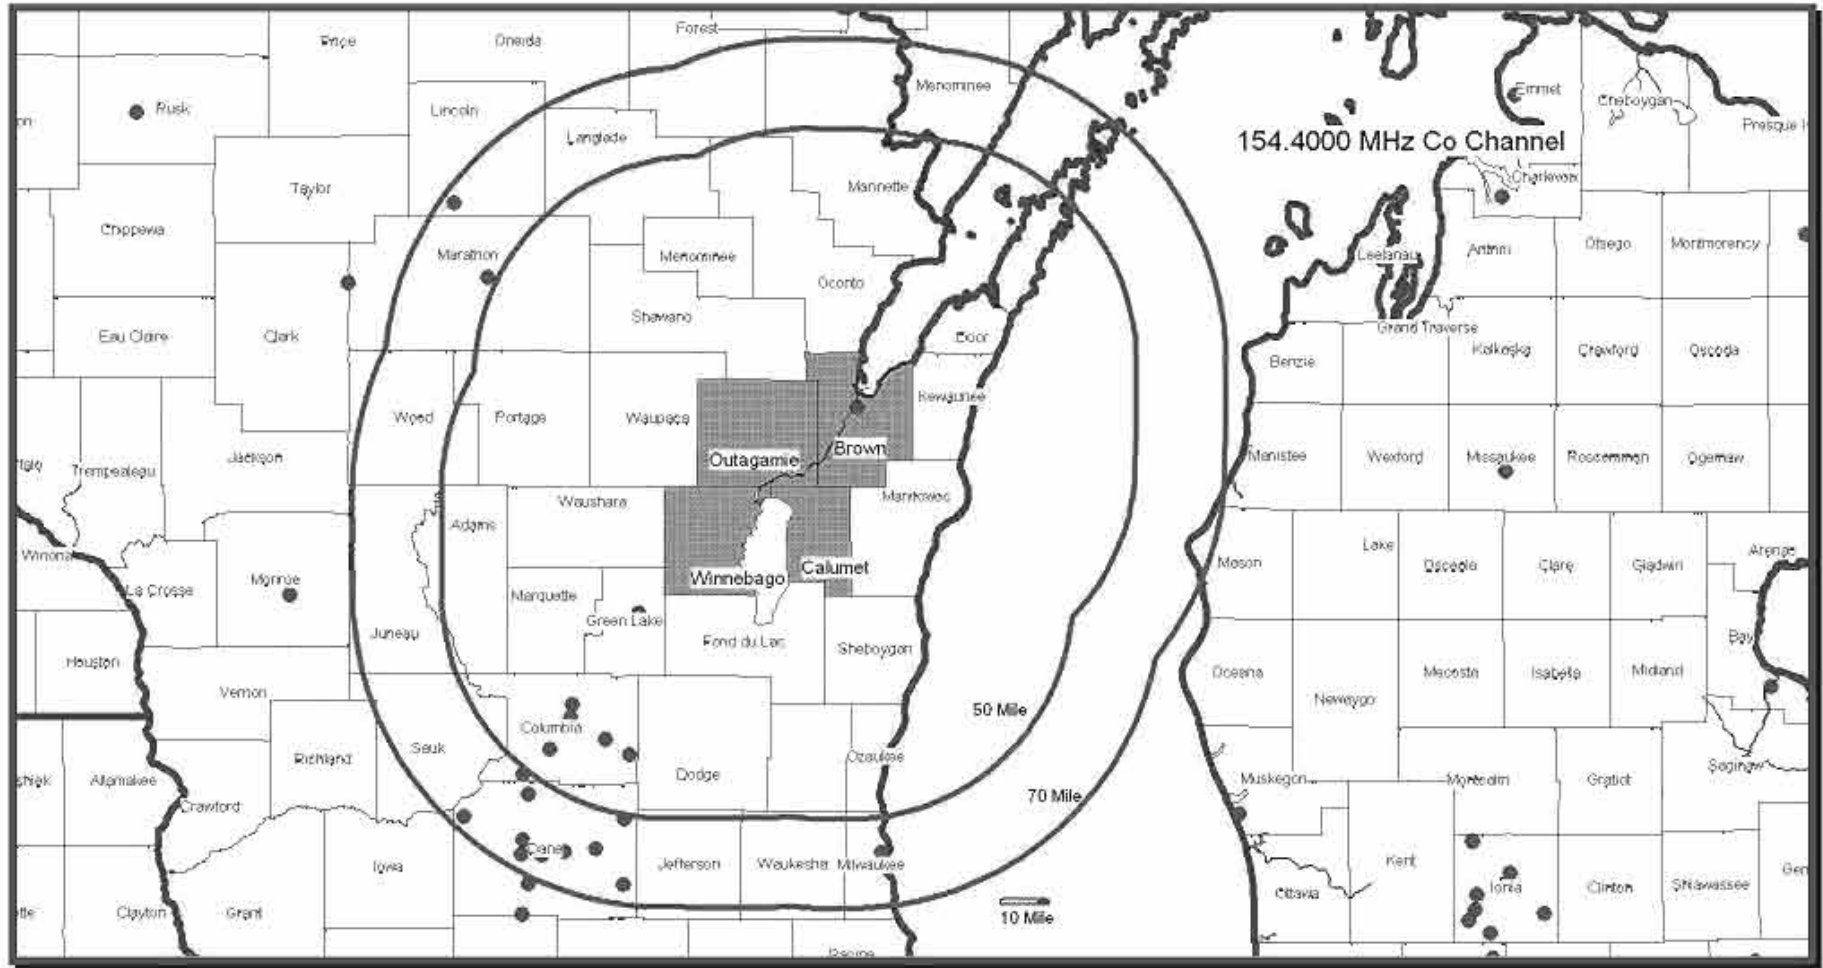 Price
Oneida
Forest
Menominee
Emmet
Cheboygan
Rusk
Lincoln
Langlade
154.4000 MHz Co Channel
Taylor
Charlevoix
Chippewa
Marathon
Menominee
Oconto
Leelanau
Antrim
Otsego
Montmorency
Shawano
Eau Claire
Clark
Door
Grand Traverse
Benzie
Kalkaska
Crawford
Oscoda
Wood
Portage
Waupaca
Kewaunee
Outagamie
Brown
Jackson
Trempealeau
Manistee
Wexford
Missaukee
Roscommon
Ogemaw
Waushara
Manitowoc
Adams
Winona
La Crosse
Monroe
Winnebago
Calumet
Mason
Lake
Osceola
Clare
Gladwin
Arenac
Marquette
Green Lake
Juneau
Fond du Lac
Sheboygan
Bay
Houston
Vernon
Oceana
Newaygo
Mecosta
Isabella
Midland
50 Mile
Columbia
Sauk
Richland
Dodge
Ozaukee
Allamakee
Crawford
70 Mile
Muskegon
Montcalm
Gratiot
Saginaw
Iowa
Dane
Jefferson
Waukesha
Milwaukee
Kent
Ottawa
Ionia
Clinton
Shiawassee
Clayton
Grant
10 Mile
Racine